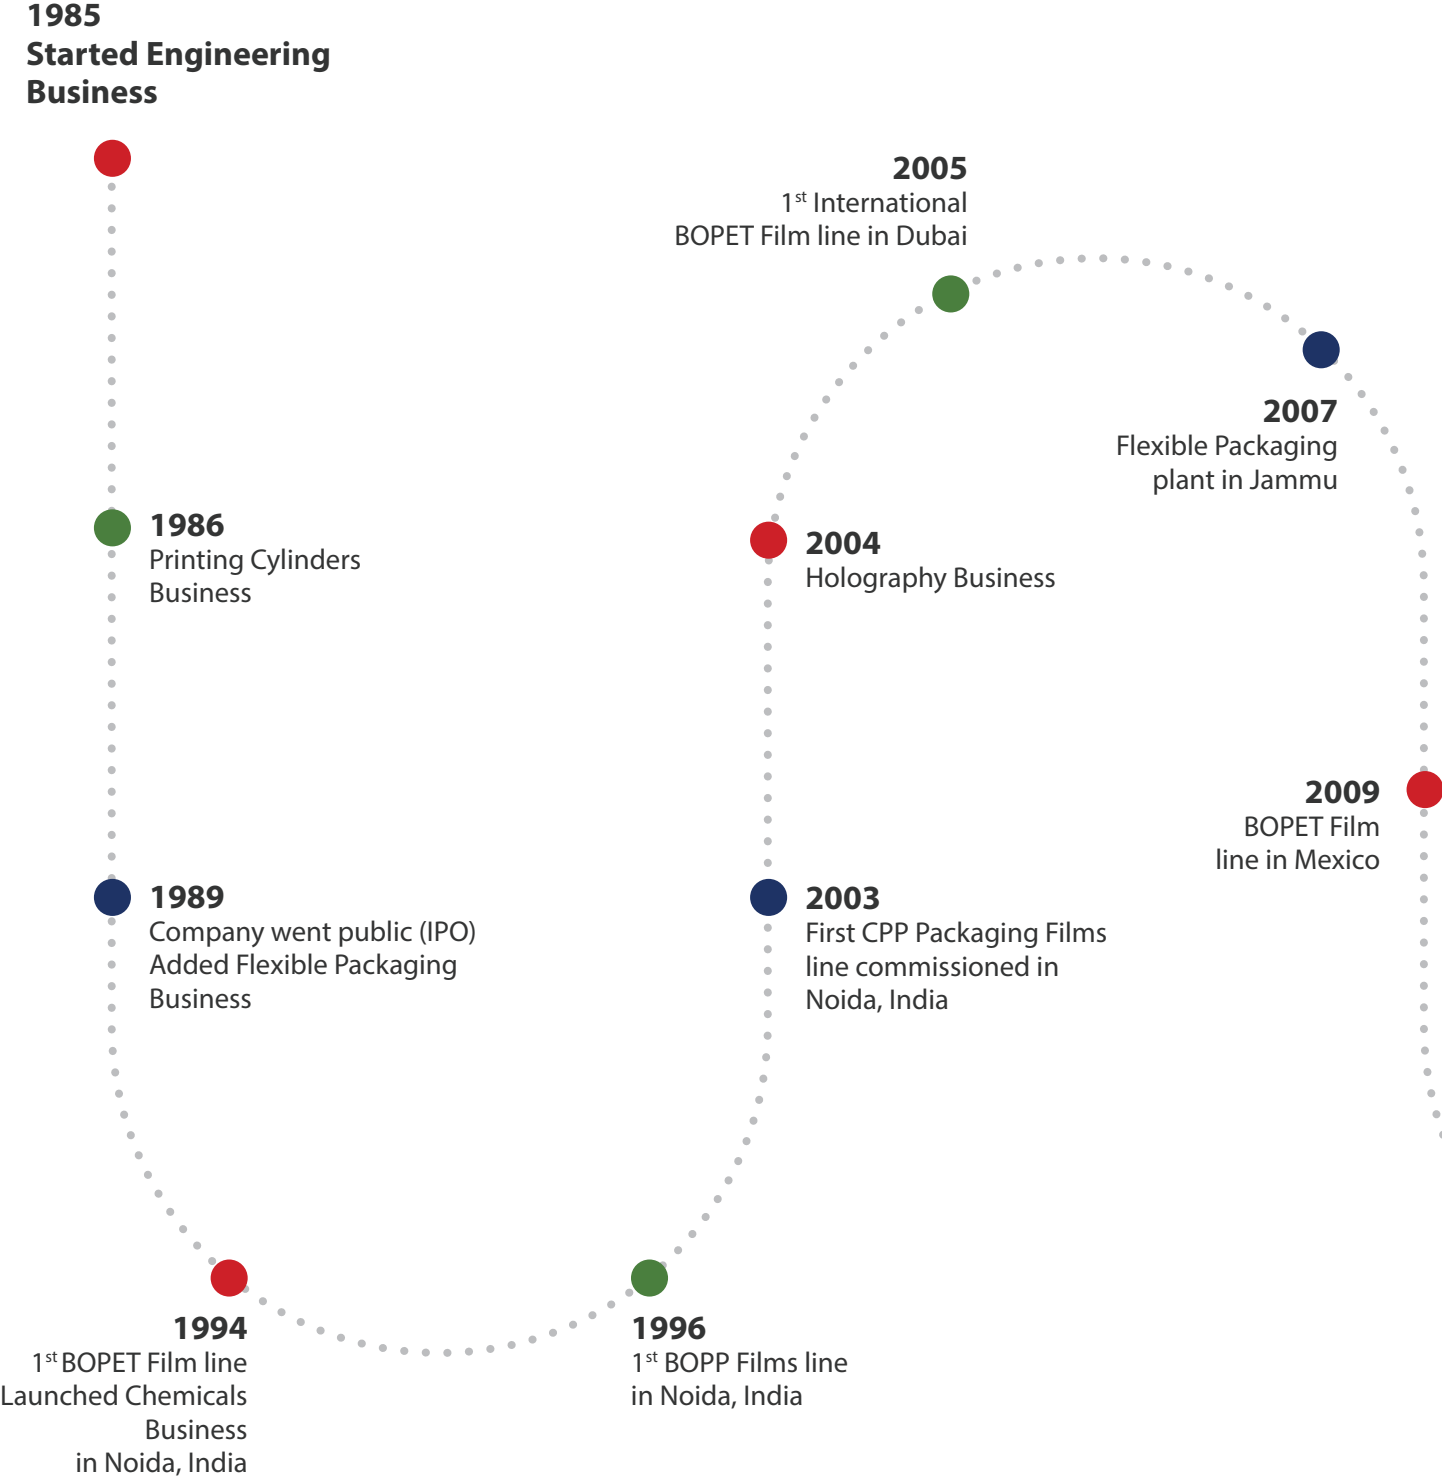 1985
Started Engineering
Business
1986
Printing Cylinders
Business
1989
Company went public (IPO)
Added Flexible Packaging
Business
1994
1st BOPET Film line
Launched Chemicals
Business
in Noida, India
1996
1st BOPP Films line
in Noida, India
2003
First CPP Packaging Films
line commissioned in
Noida, India
2004
Holography Business
2005
1st International
BOPET Film line in Dubai
2007
Flexible Packaging
plant in Jammu
2009
BOPET Film
line in Mexico